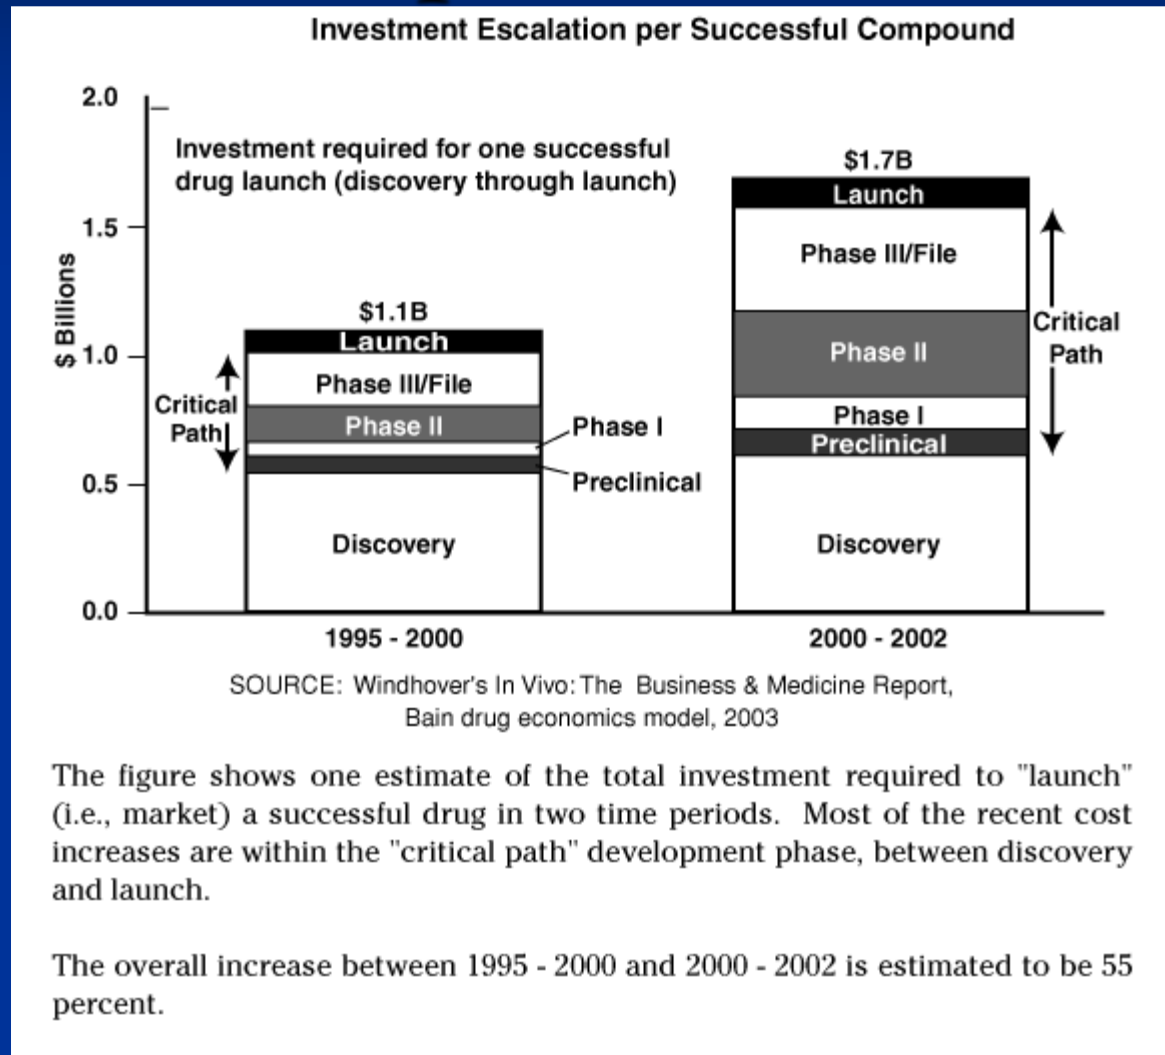 Investment Escalation per Successful Compound
2.0
Investment required for one successful
drug launch (discovery through launch)
$1.7B
Launch
1.5
Phase III/File
$ Billions
$1.1B
Launch
Critical
Path
Phase II
1.0
Phase III/File
Critical
Path
Phase II
Phase I
Phase I
Preclinical
0.5
Preclinical
Discovery
Discovery
0.0
1995 - 2000
2000 - 2002
SOURCE: Windhover's In Vivo: The Business & Medicine Report,
Bain drug economics model, 2003
The figure shows one estimate of the total investment required to "launch"
(i.e., market) a successful drug in two time periods. Most of the recent cost
increases are within the "critical path" development phase, between discovery
and launch.
The overall increase between 1995 - 2000 and 2000 - 2002 is estimated to be 55
percent.